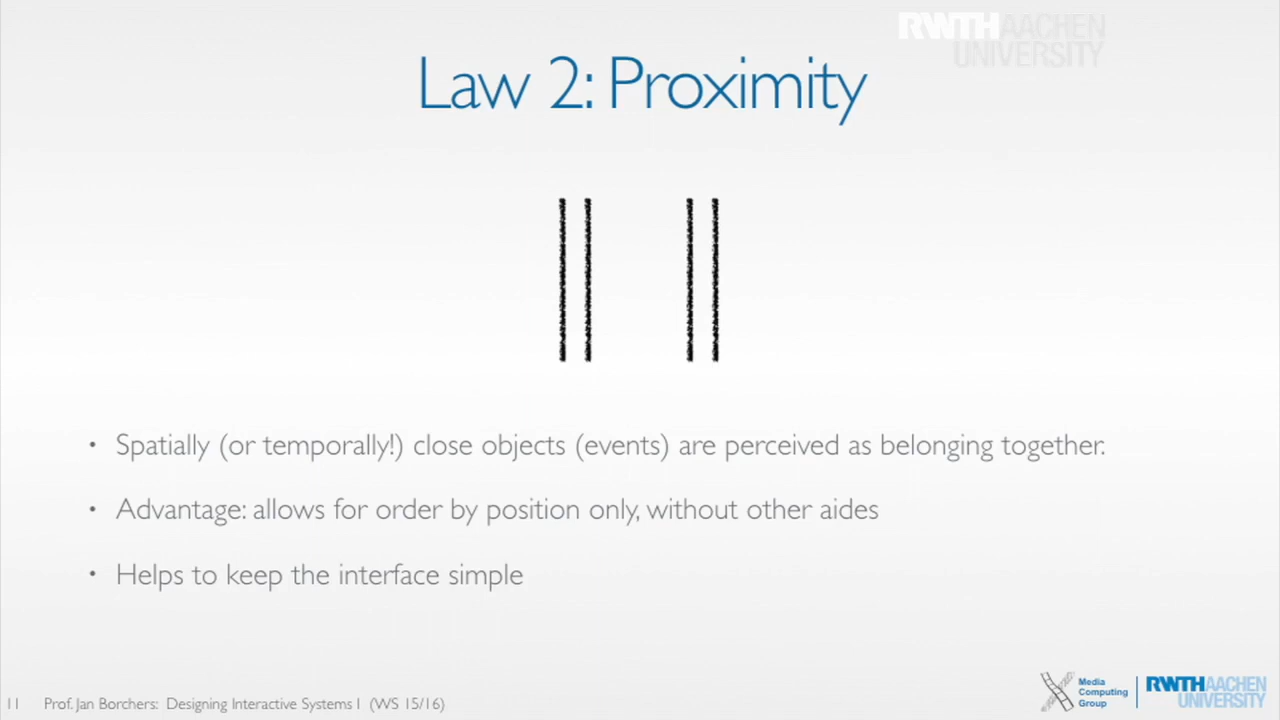 RWTH AACHEN
UNIVERSITY
Law 2: Proximity
• Spatially (or temporally!) close objects (events) are perceived as belonging together.
• Advantage: allows for order by position only, without other aides
• Helps to keep the interface simple
11 Prof. Jan Borchers: Designing Interactive Systems I (WS 15/16)
Media
Computing
Group
RWTH AACHEN
UNIVERSITY